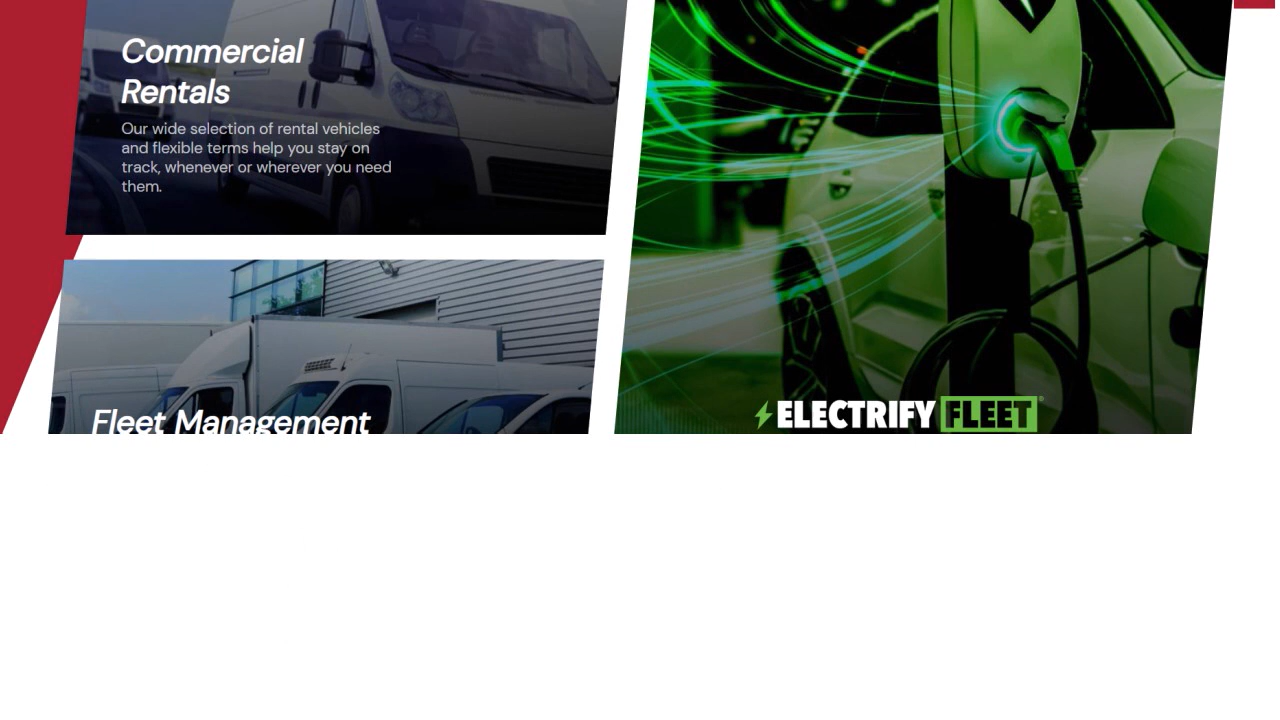 Commercial
Rentals
Our wide selection of rental vehicles
and flexible terms help you stay on
track, whenever or wherever you need
them.
Fleet Management
ELECTRIFY FLEET®